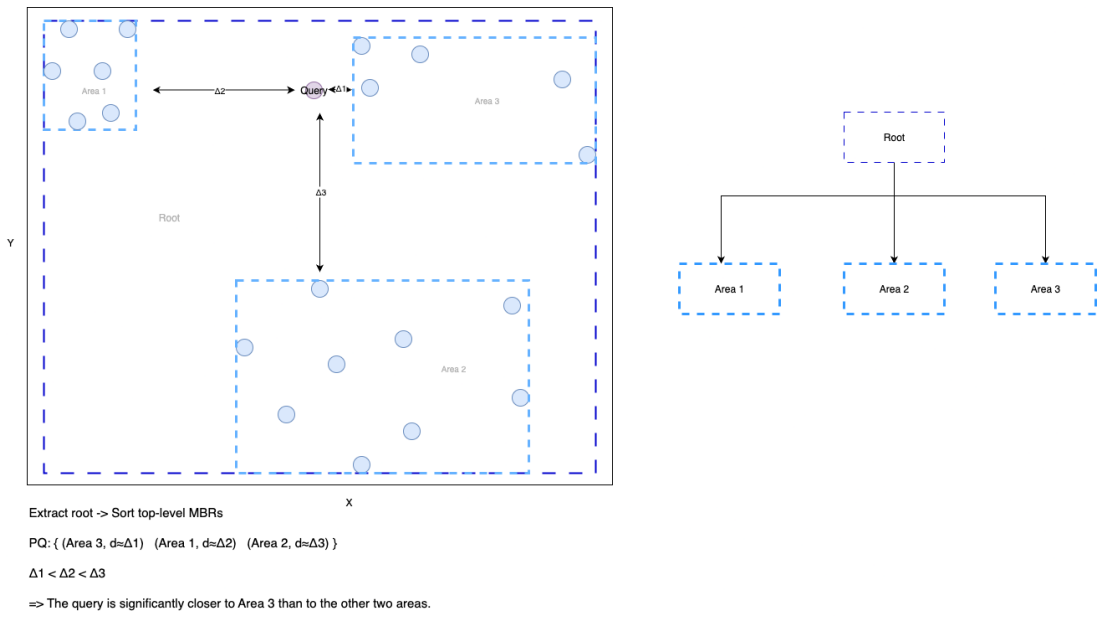 Area 1
Δ2
Query
Δ1
Area 3
Δ3
Root
Area 2
Y
X
Root
Area 1
Area 2
Area 3
Extract root -> Sort top-level MBRs
PQ: { (Area 3, d≈Δ1) (Area 1, d≈Δ2) (Area 2, d≈Δ3) }
Δ1 < Δ2 < Δ3
=> The query is significantly closer to Area 3 than to the other two areas.